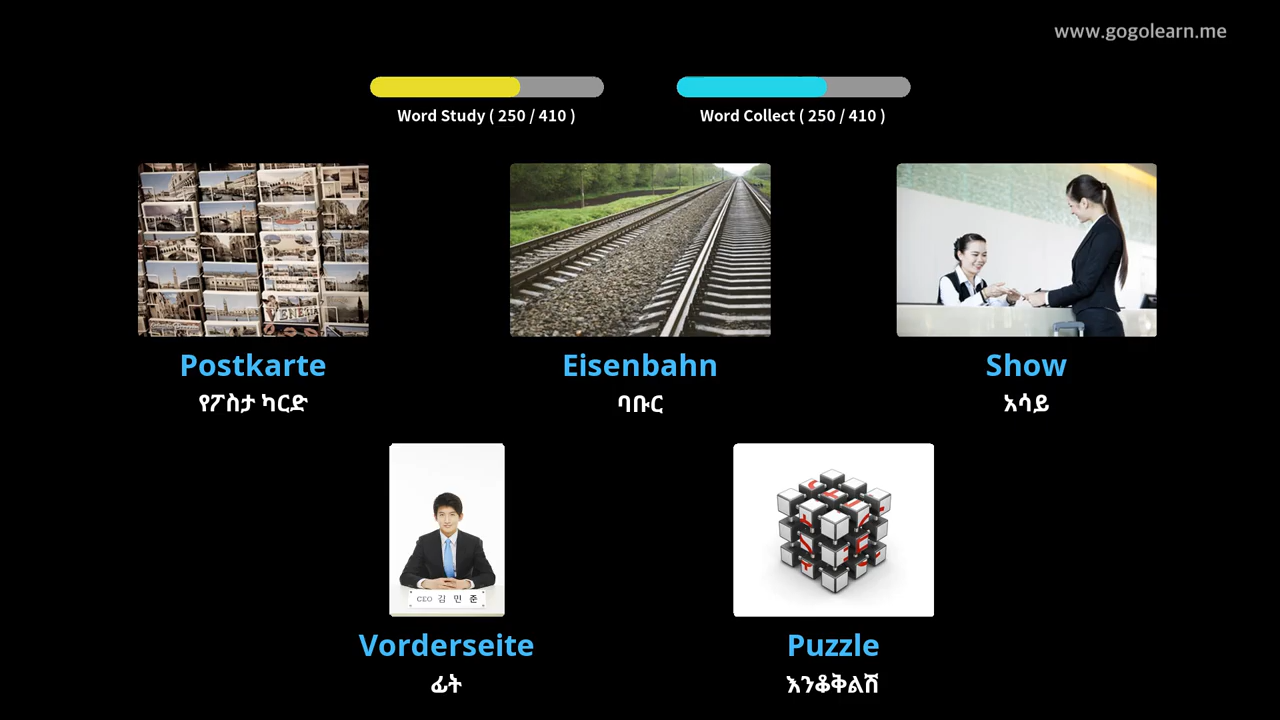 www.gogolearn.me
Word Study ( 250 / 410 )
Word Collect ( 250 / 410 )
Postkarte
የፖስታ ካርድ
Eisenbahn
ባቡር
Show
አሳይ
CEO 김 민 준
Vorderseite
ፊት
Puzzle
እንቆቅልሽ